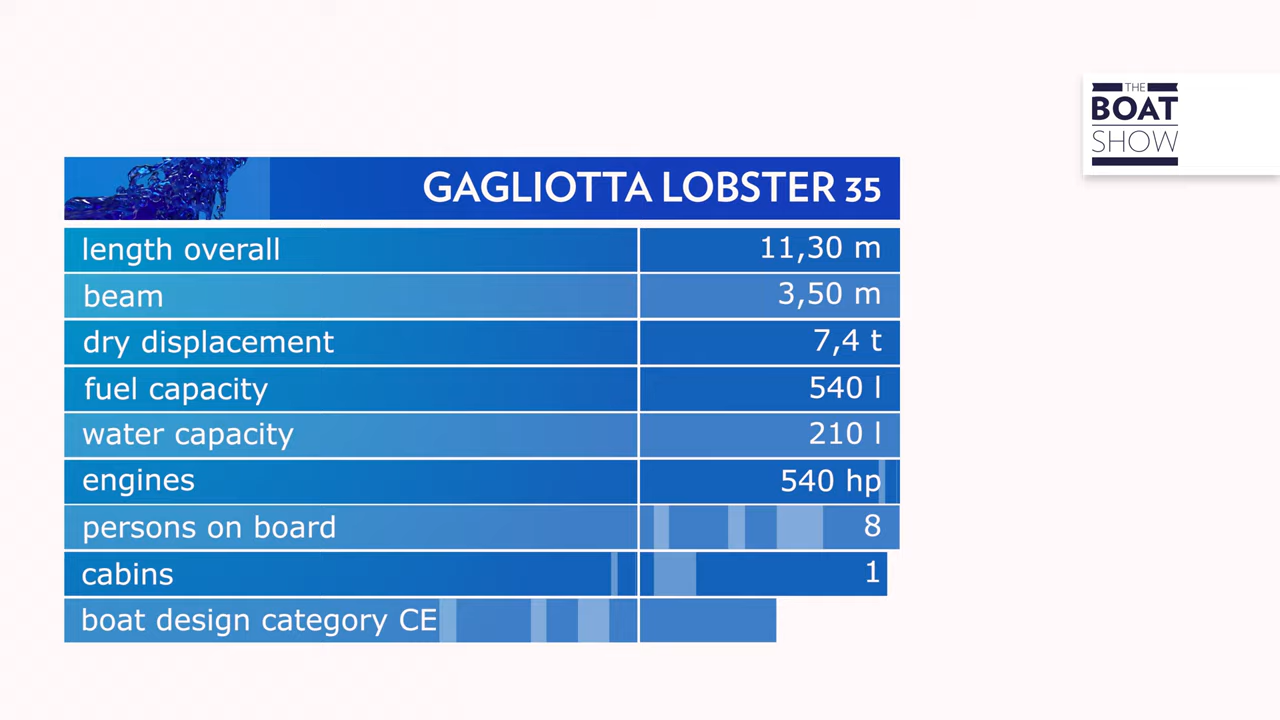 THE
BOAT
SHOW
GAGLIOTTA LOBSTER 35
length overall 11,30 m
beam 3,50 m
dry displacement 7,4 t
fuel capacity 540 l
water capacity 210 l
engines 540 hp
persons on board 8
cabins 1
boat design category CE